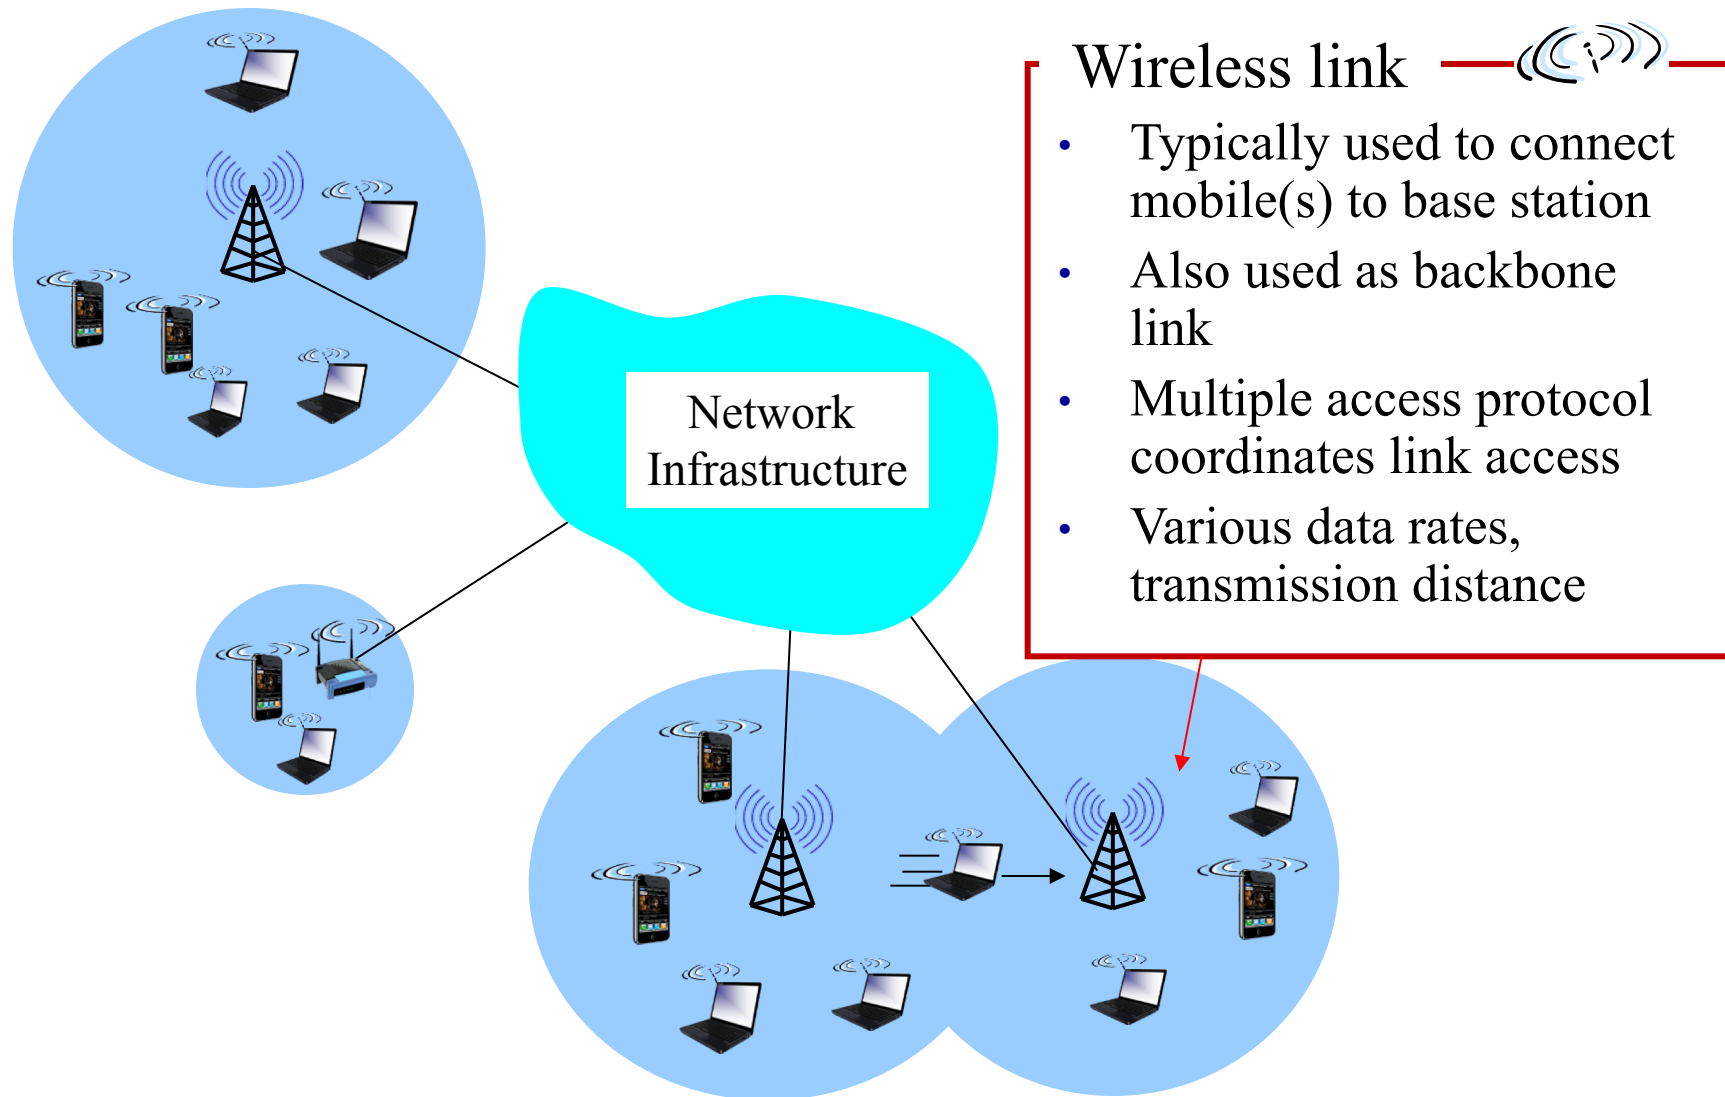 Wireless link
• Typically used to connect
mobile(s) to base station
• Also used as backbone
link
• Multiple access protocol
coordinates link access
• Various data rates,
transmission distance
Network
Infrastructure